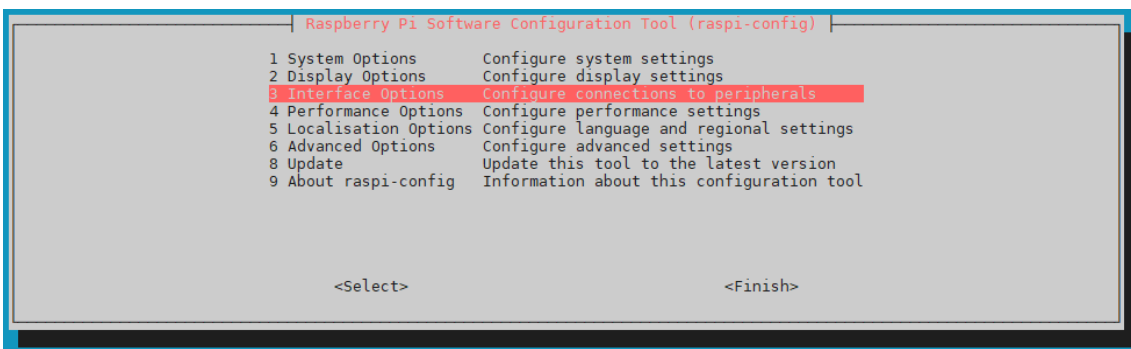 Raspberry Pi Software Configuration Tool (raspi-config)
1 System Options Configure system settings
2 Display Options Configure display settings
3 Interface Options Configure connections to peripherals
4 Performance Options Configure performance settings
5 Localisation Options Configure language and regional settings
6 Advanced Options Configure advanced settings
8 Update Update this tool to the latest version
9 About raspi-config Information about this configuration tool
<Select> <Finish>